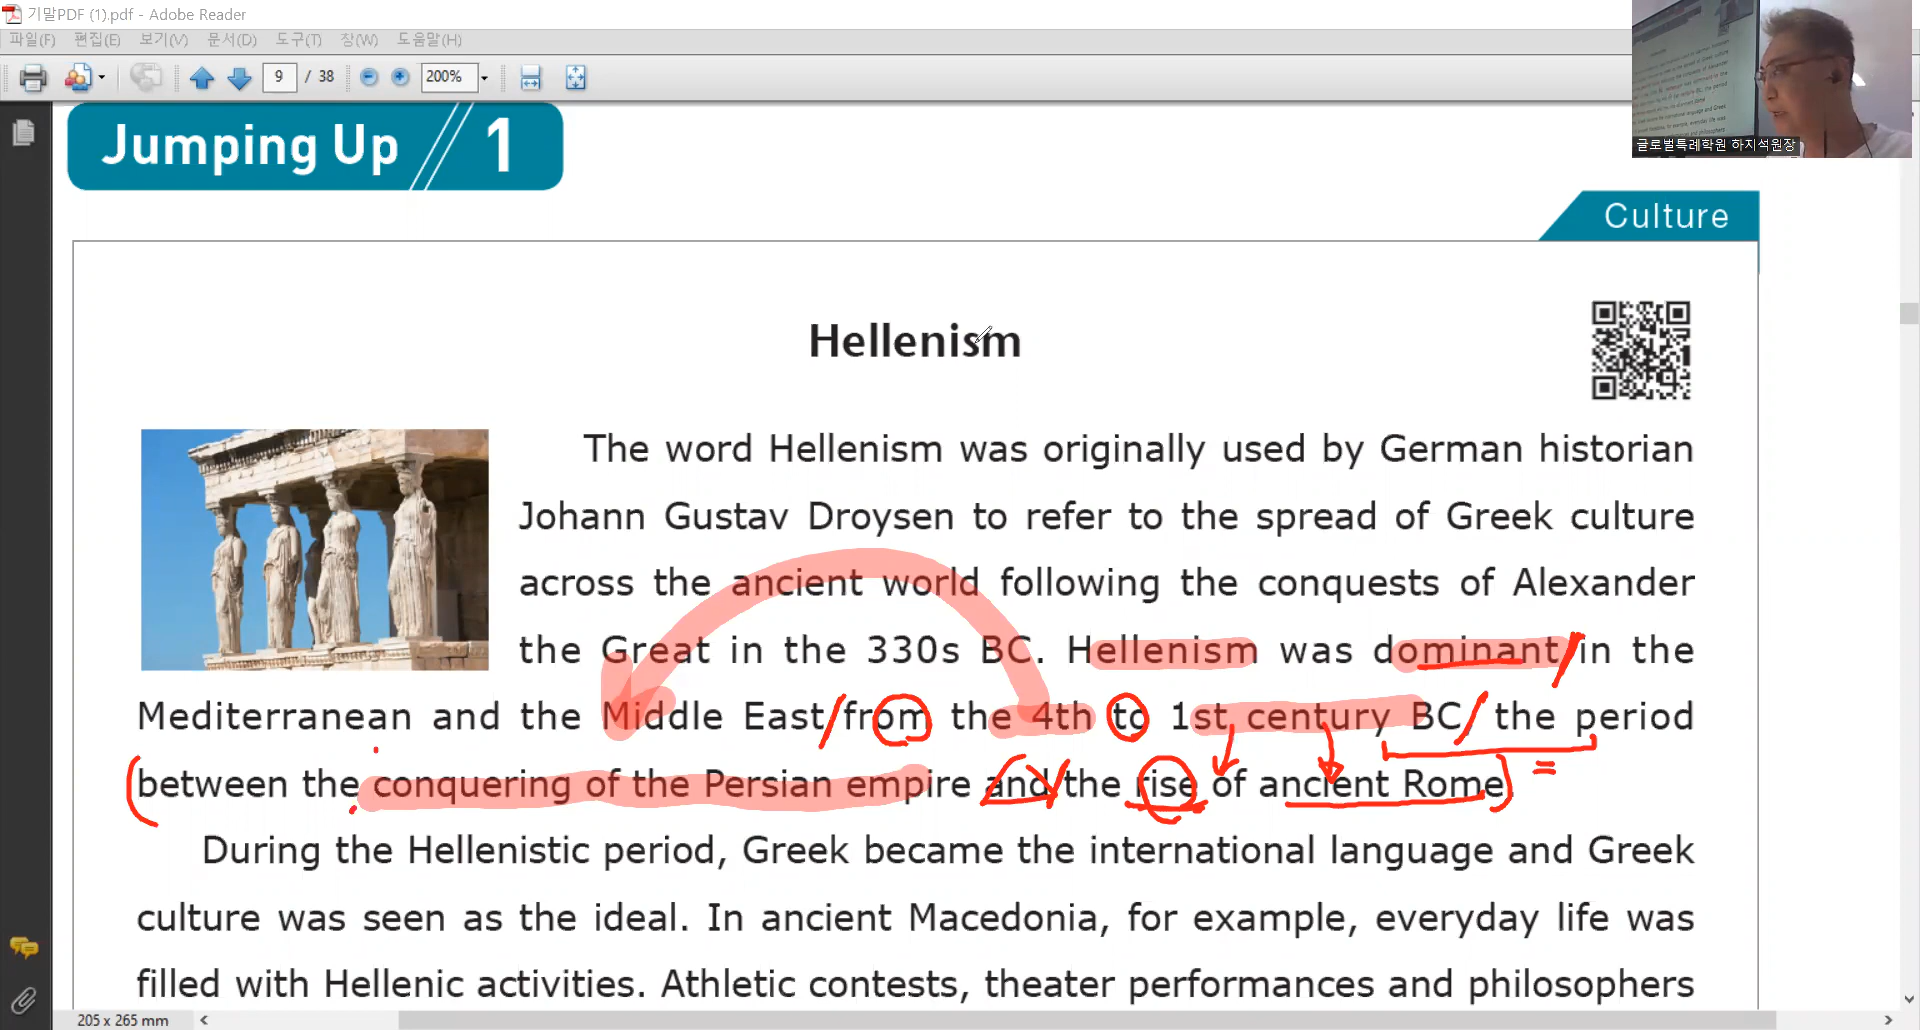 기말PDF (1).pdf - Adobe Reader
파일(F) 편집(E) 보기(V) 문서(D) 도구(T) 창(W) 도움말(H)
9 / 38 200%
글로벌특례학원 하지석원장
Jumping Up // 1
Culture
Hellenism
The word Hellenism was originally used by German historian
Johann Gustav Droysen to refer to the spread of Greek culture
across the ancient world following the conquests of Alexander
the Great in the 330s BC. Hellenism was dominant in the
Mediterranean and the Middle East from the 4th to 1st century BC, the period
between the conquering of the Persian empire and the rise of ancient Rome.
During the Hellenistic period, Greek became the international language and Greek
culture was seen as the ideal. In ancient Macedonia, for example, everyday life was
filled with Hellenic activities. Athletic contests, theater performances and philosophers
205 x 265 mm